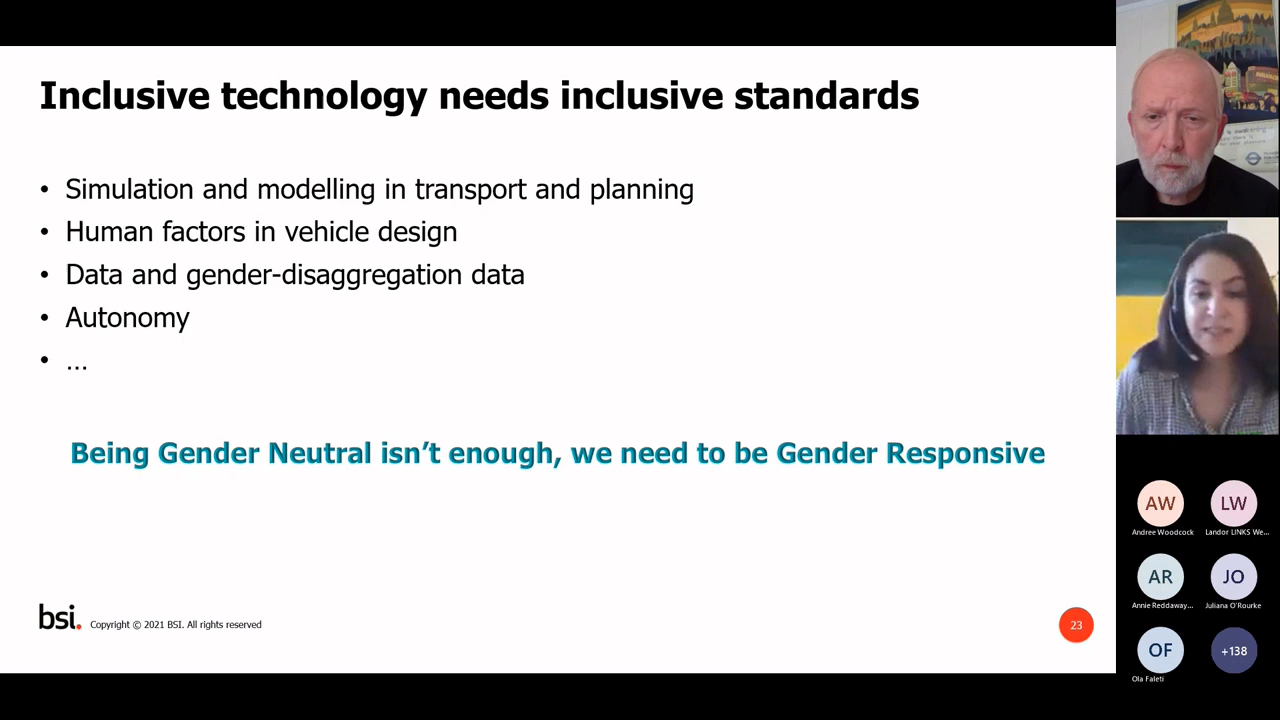 Inclusive technology needs inclusive standards
• Simulation and modelling in transport and planning
• Human factors in vehicle design
• Data and gender-disaggregation data
• Autonomy
• ...
Being Gender Neutral isn’t enough, we need to be Gender Responsive
bsi. Copyright © 2021 BSI. All rights reserved
23
AW
LW
Andree Woodcock
Landor LINKS We...
AR
JO
Annie Reddaway...
Juliana O'Rourke
OF
+138
Ola Faleti